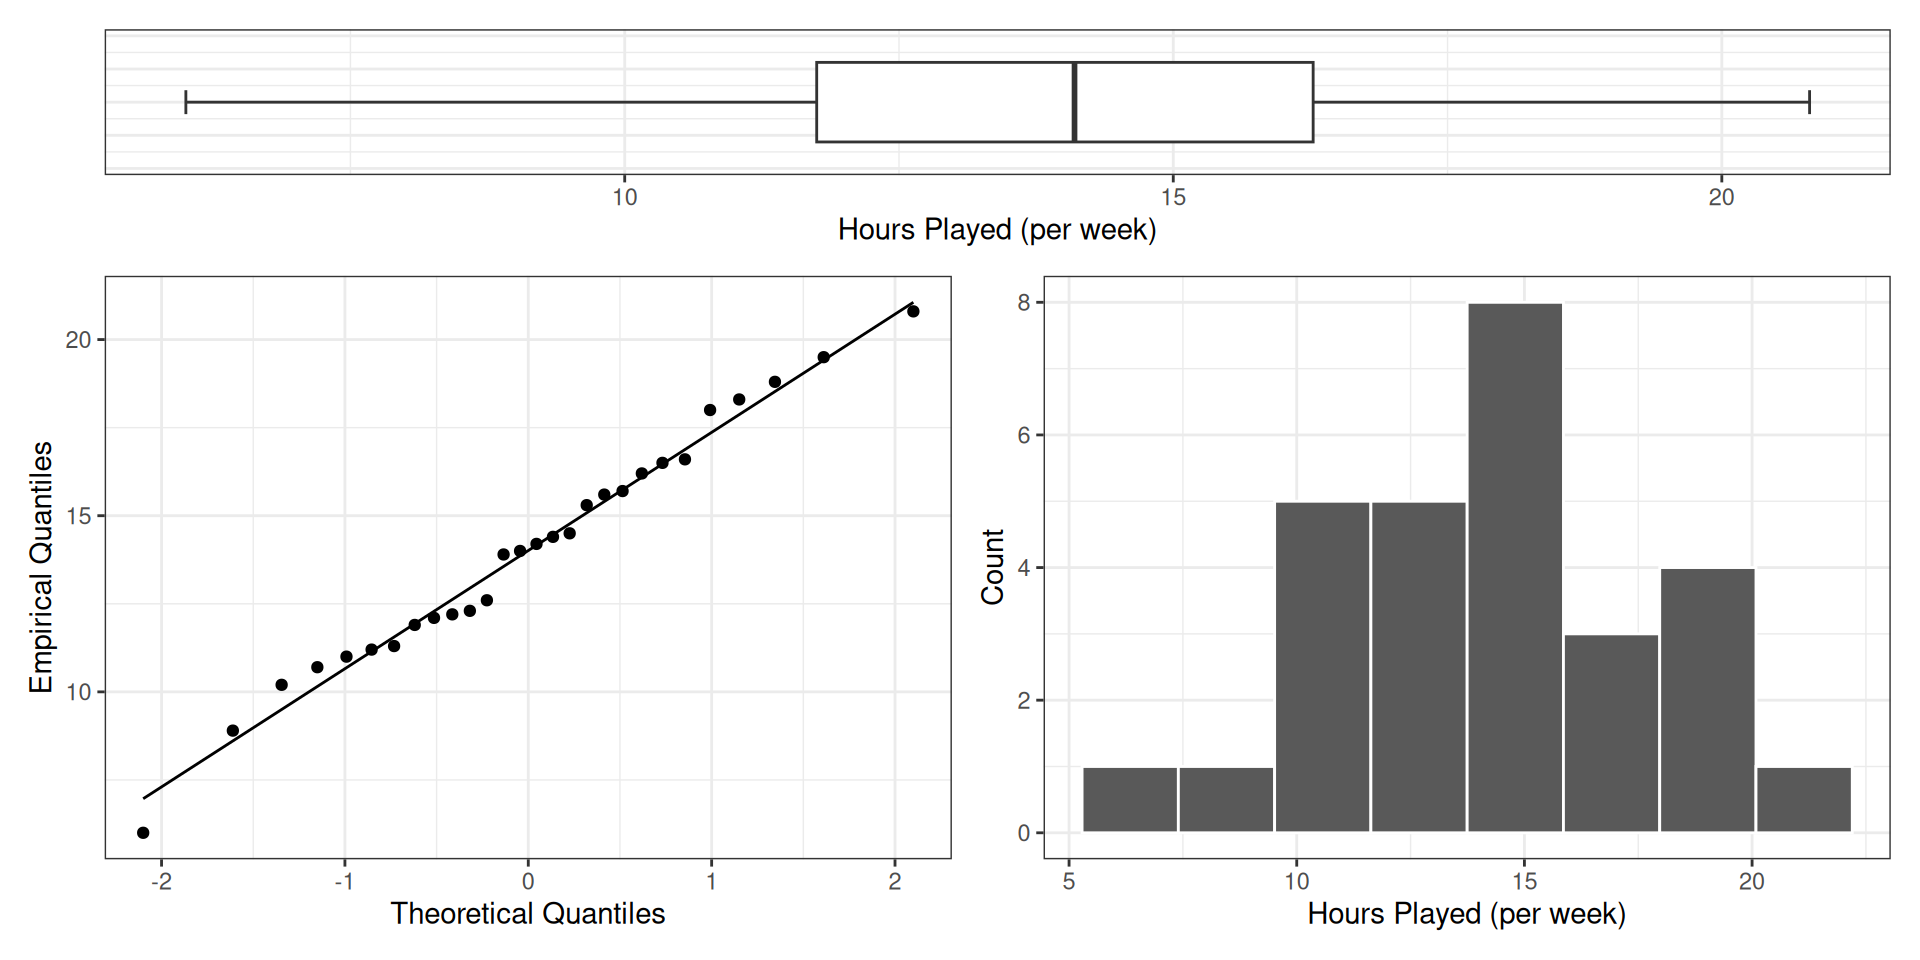 10 15 20
Hours Played (per week)
20
15
10
Empirical Quantiles
-2 -1 0 1 2
Theoretical Quantiles
8
6
4
2
0
Count
5 10 15 20
Hours Played (per week)